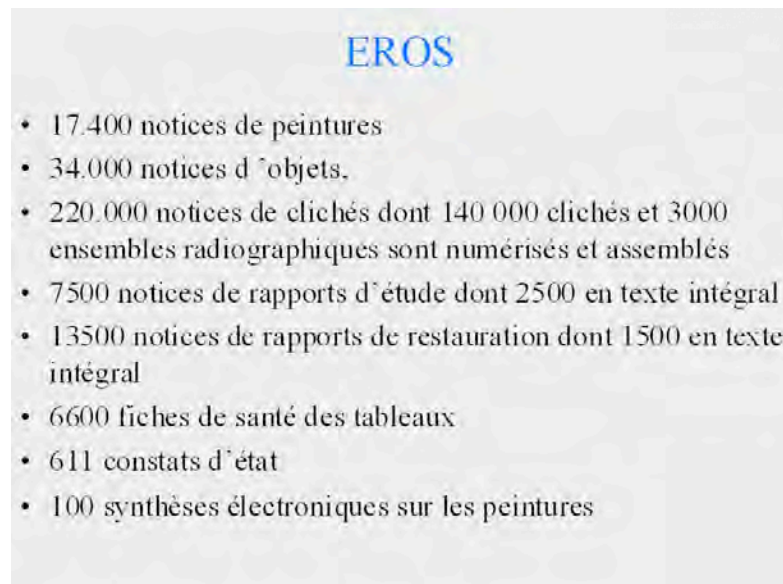 EROS
• 17.400 notices de peintures
• 34.000 notices d ’objets,
• 220.000 notices de clichés dont 140 000 clichés et 3000
ensembles radiographiques sont numérisés et assemblés
• 7500 notices de rapports d’étude dont 2500 en texte intégral
• 13500 notices de rapports de restauration dont 1500 en texte
intégral
• 6600 fiches de santé des tableaux
• 611 constats d’état
• 100 synthèses électroniques sur les peintures